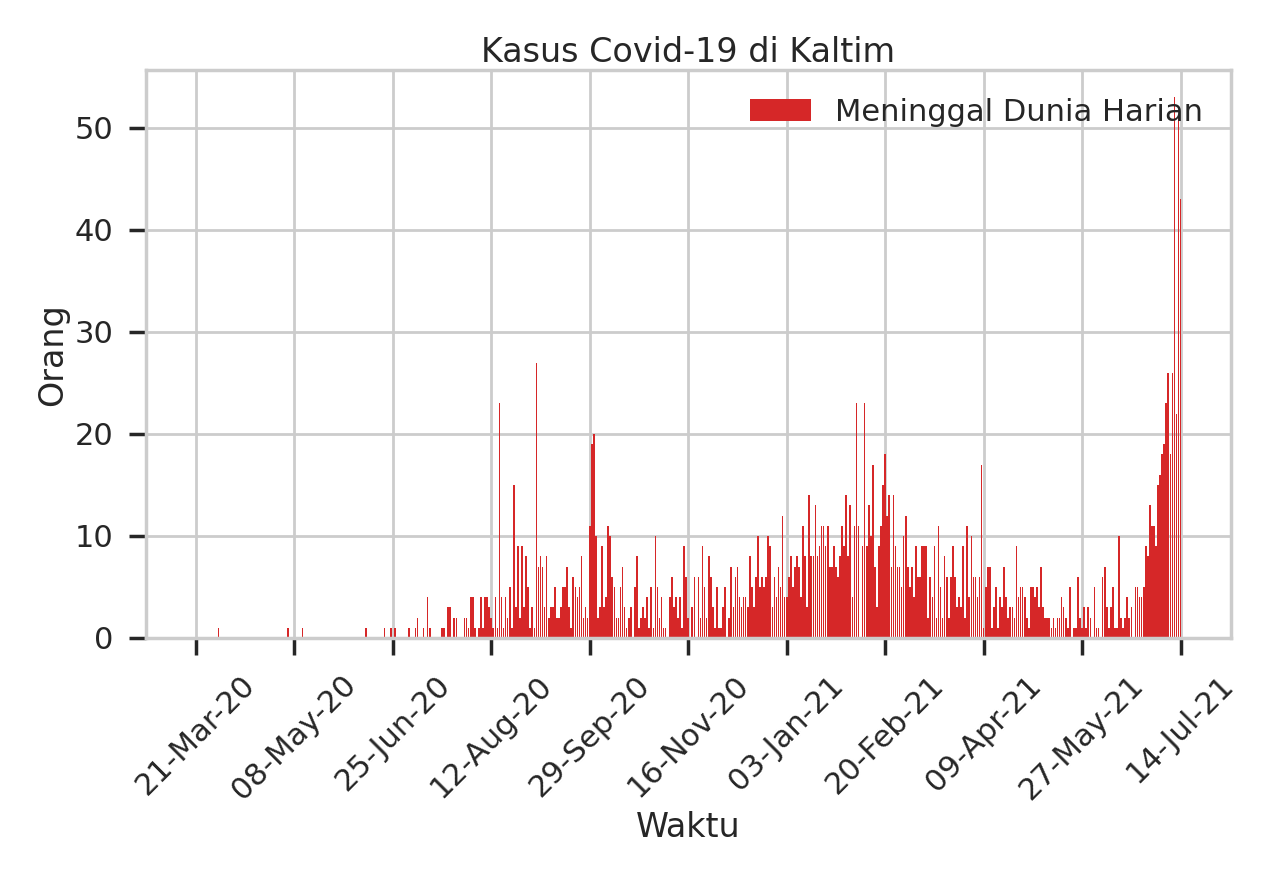 Kasus Covid-19 di Kaltim
Meninggal Dunia Harian
50
40
30
20
10
0
Orang
21-Mar-20
08-May-20
25-Jun-20
12-Aug-20
29-Sep-20
16-Nov-20
03-Jan-21
20-Feb-21
09-Apr-21
27-May-21
14-Jul-21
Waktu